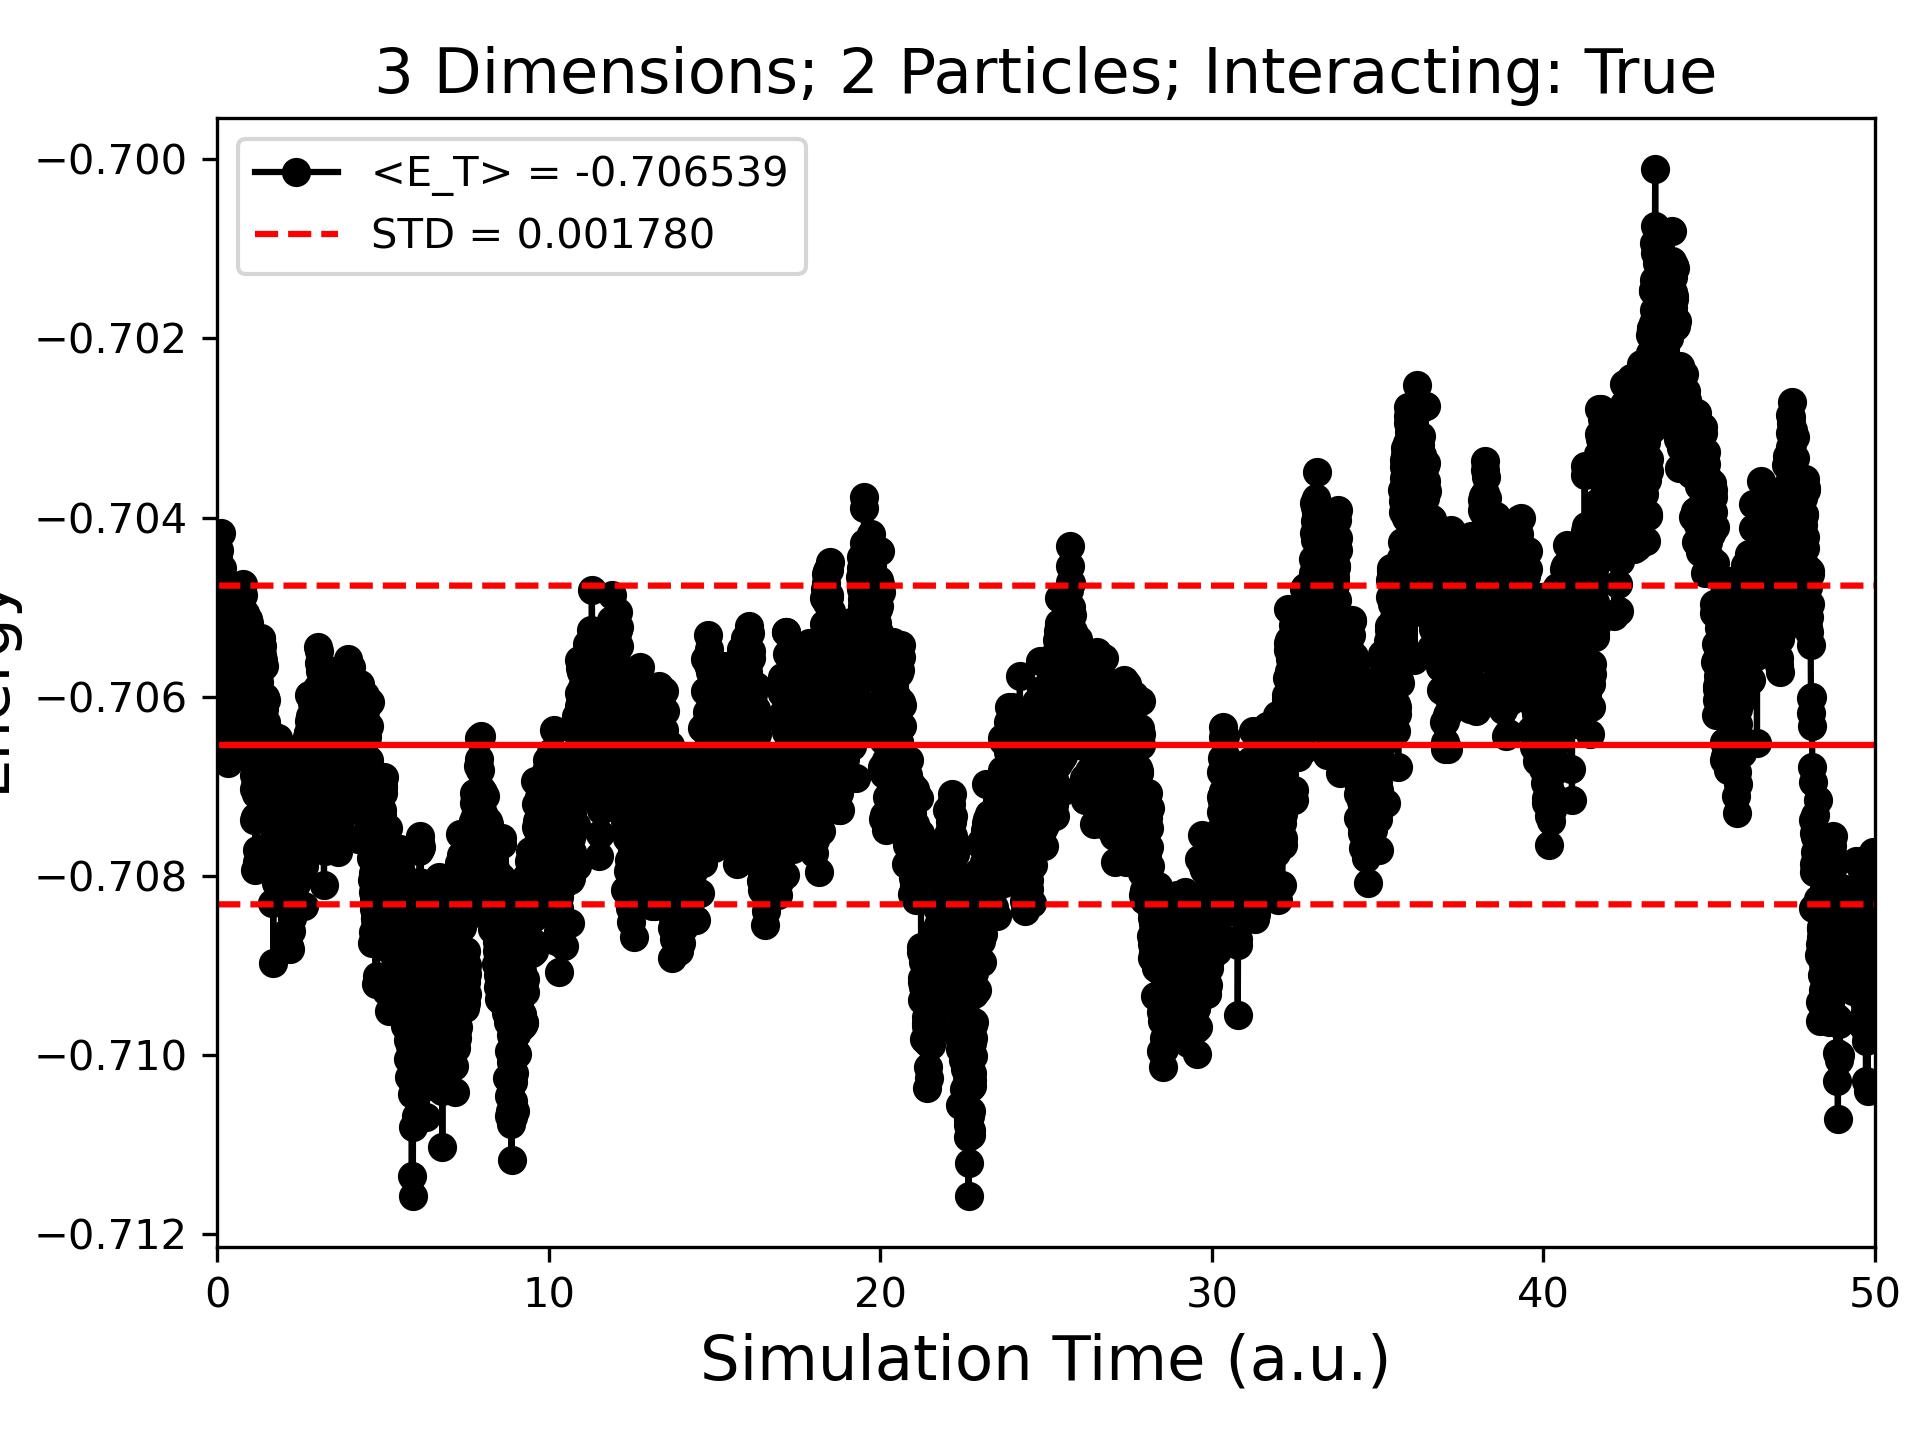 3 Dimensions; 2 Particles; Interacting: True
<E_T> = -0.706539
STD = 0.001780
−0.700
−0.702
−0.704
−0.706
−0.708
−0.710
−0.712
Energy
0 10 20 30 40 50
Simulation Time (a.u.)